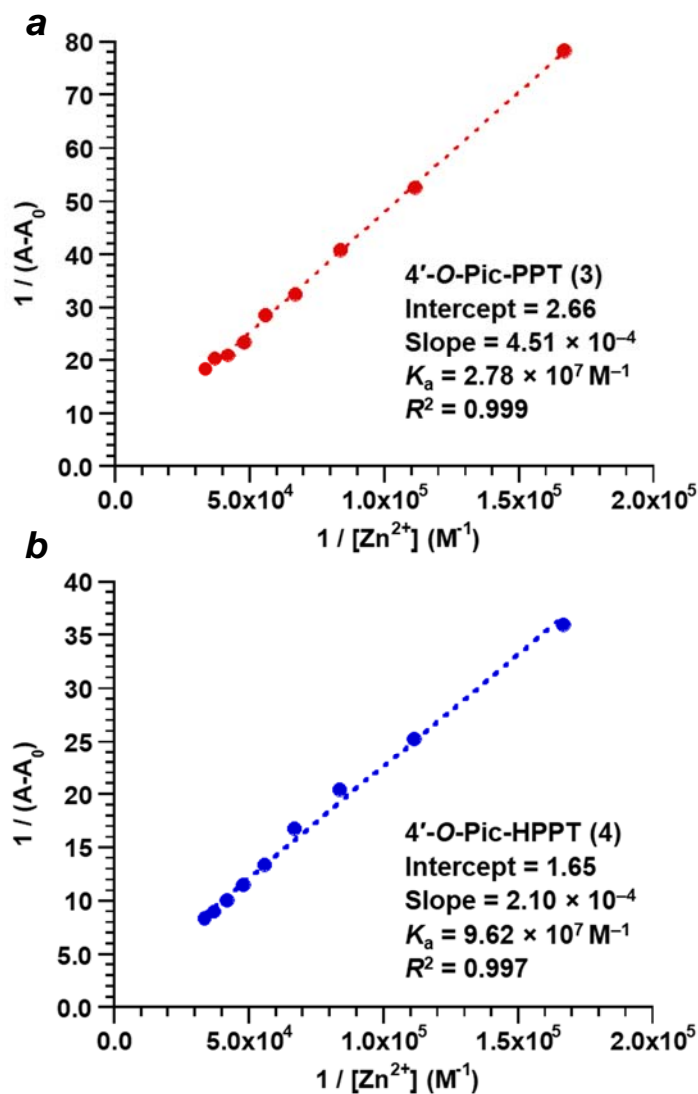 a
80
70
60
50
40
30
20
10
0.0
1 / (A-A₀)
4′-O-Pic-PPT (3)
Intercept = 2.66
Slope = 4.51 × 10⁻⁴
Kₐ = 2.78 × 10⁷ M⁻¹
R² = 0.999
0.0 5.0x10⁴ 1.0x10⁵ 1.5x10⁵ 2.0x10⁵
1 / [Zn²⁺] (M⁻¹)
b
40
35
30
25
20
15
10
5.0
0.0
1 / (A-A₀)
4′-O-Pic-HPPT (4)
Intercept = 1.65
Slope = 2.10 × 10⁻⁴
Kₐ = 9.62 × 10⁷ M⁻¹
R² = 0.997
0.0 5.0x10⁴ 1.0x10⁵ 1.5x10⁵ 2.0x10⁵
1 / [Zn²⁺] (M⁻¹)